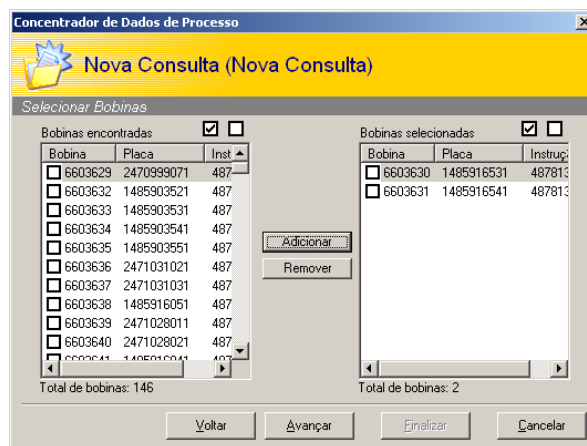 Concentrador de Dados de Processo
Nova Consulta (Nova Consulta)
Selecionar Bobinas
Bobinas encontradas
Bobina Placa Inst
6603629 2470999071 487
6603632 1485903521 487
6603633 1485903531 487
6603634 1485903541 487
6603635 1485903551 487
6603636 2471031021 487
6603637 2471031031 487
6603638 1485916051 487
6603639 2471028011 487
6603640 2471028021 487
Total de bobinas: 146
Adicionar
Remover
Bobinas selecionadas
Bobina Placa Instruç
6603630 1485916531 487813
6603631 1485916541 487813
Total de bobinas: 2
Voltar Avançar Finalizar Cancelar